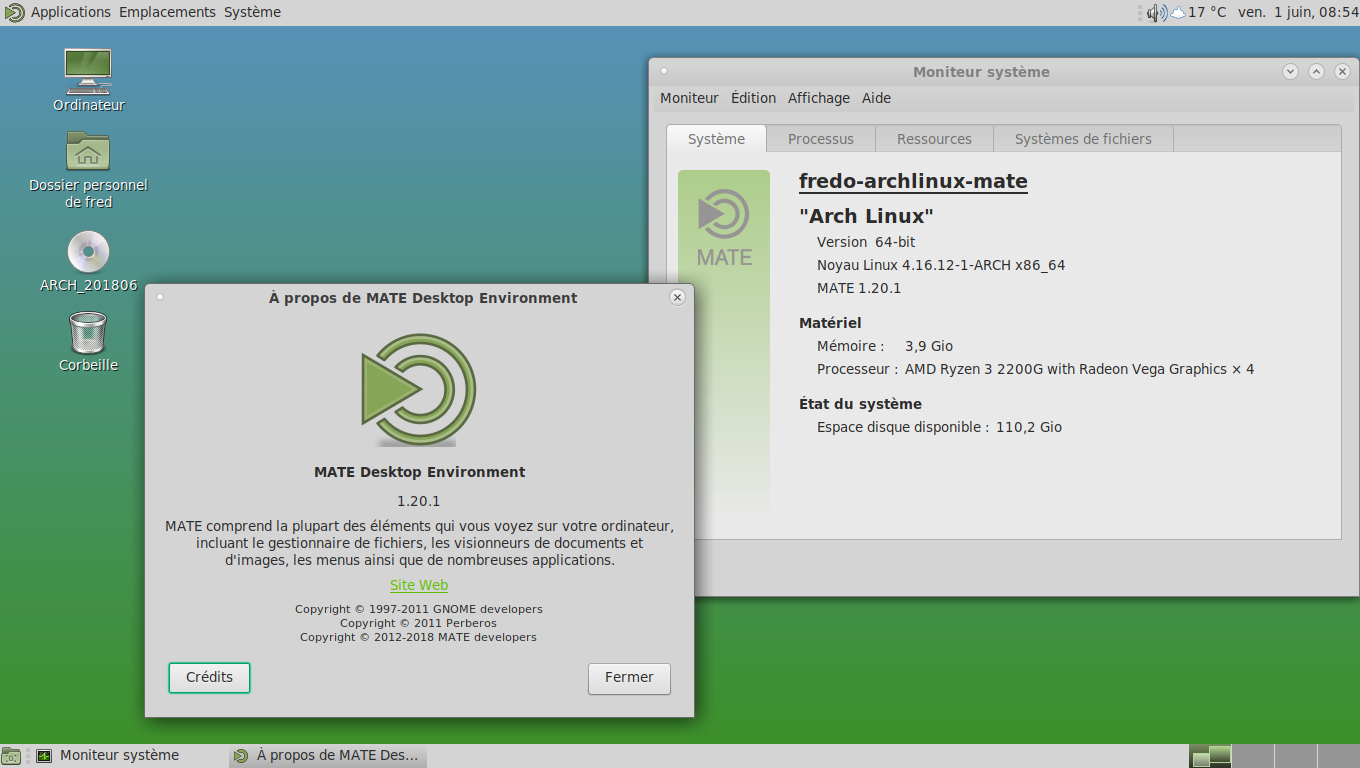 Applications Emplacements Système
17 °C ven. 1 juin, 08:54
Ordinateur
Dossier personnel
de fred
ARCH_201806
Corbeille
Moniteur système
Moniteur Édition Affichage Aide
Système Processus Ressources Systèmes de fichiers
MATE
fredo-archlinux-mate
"Arch Linux"
Version 64-bit
Noyau Linux 4.16.12-1-ARCH x86_64
MATE 1.20.1
Matériel
Mémoire : 3,9 Gio
Processeur : AMD Ryzen 3 2200G with Radeon Vega Graphics × 4
État du système
Espace disque disponible : 110,2 Gio
À propos de MATE Desktop Environment
MATE Desktop Environment
1.20.1
MATE comprend la plupart des éléments qui vous voyez sur votre ordinateur,
incluant le gestionnaire de fichiers, les visionneurs de documents et
d'images, les menus ainsi que de nombreuses applications.
Site Web
Copyright © 1997-2011 GNOME developers
Copyright © 2011 Perberos
Copyright © 2012-2018 MATE developers
Crédits
Fermer
Moniteur système
À propos de MATE Des...